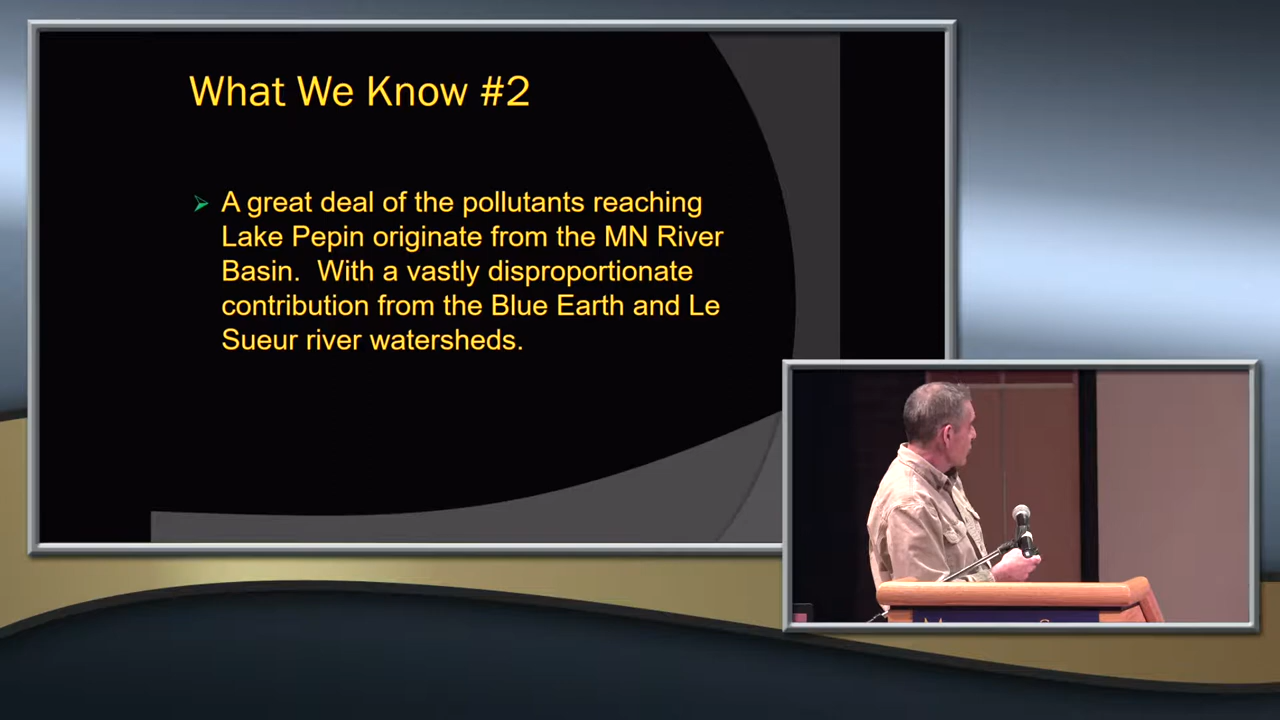 What We Know #2
A great deal of the pollutants reaching
Lake Pepin originate from the MN River
Basin. With a vastly disproportionate
contribution from the Blue Earth and Le
Sueur river watersheds.